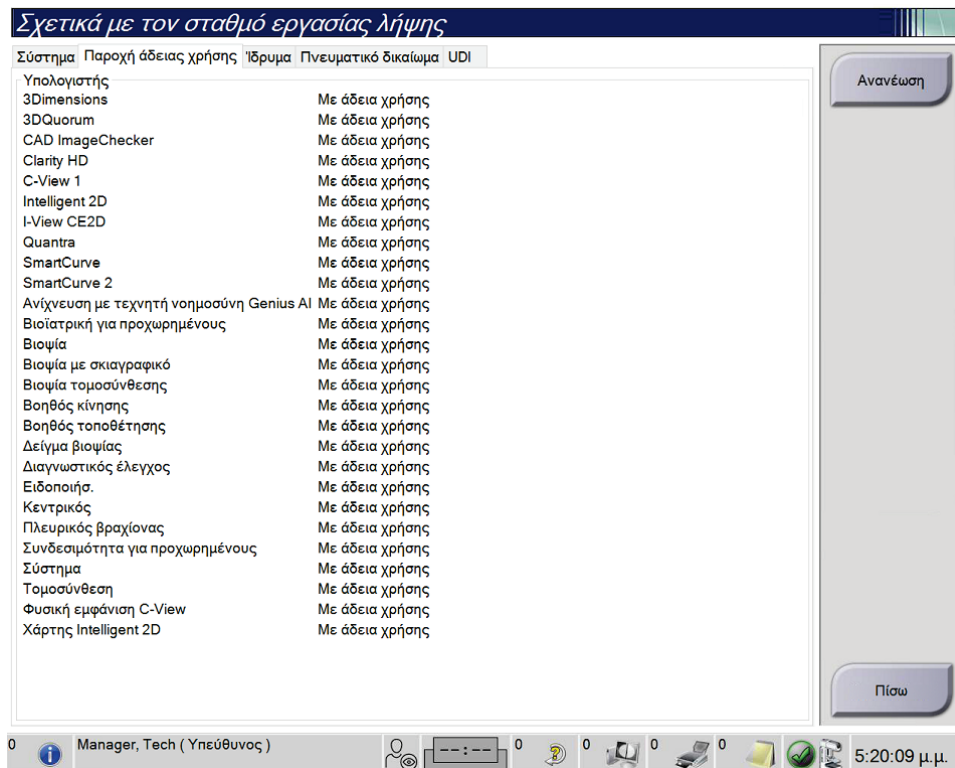 Σχετικά με τον σταθμό εργασίας λήψης
Σύστημα Παροχή άδειας χρήσης Ίδρυμα Πνευματικό δικαίωμα UDI
Ανανέωση
Υπολογιστής
3Dimensions Με άδεια χρήσης
3DQuorum Με άδεια χρήσης
CAD ImageChecker Με άδεια χρήσης
Clarity HD Με άδεια χρήσης
C-View 1 Με άδεια χρήσης
Intelligent 2D Με άδεια χρήσης
I-View CE2D Με άδεια χρήσης
Quantra Με άδεια χρήσης
SmartCurve Με άδεια χρήσης
SmartCurve 2 Με άδεια χρήσης
Ανίχνευση με τεχνητή νοημοσύνη Genius AI Με άδεια χρήσης
Βιοϊατρική για προχωρημένους Με άδεια χρήσης
Βιοψία Με άδεια χρήσης
Βιοψία με σκιαγραφικό Με άδεια χρήσης
Βιοψία τομοσύνθεσης Με άδεια χρήσης
Βοηθός κίνησης Με άδεια χρήσης
Βοηθός τοποθέτησης Με άδεια χρήσης
Δείγμα βιοψίας Με άδεια χρήσης
Διαγνωστικός έλεγχος Με άδεια χρήσης
Ειδοποιήσ. Με άδεια χρήσης
Κεντρικός Με άδεια χρήσης
Πλευρικός βραχίονας Με άδεια χρήσης
Συνδεσιμότητα για προχωρημένους Με άδεια χρήσης
Σύστημα Με άδεια χρήσης
Τομοσύνθεση Με άδεια χρήσης
Φυσική εμφάνιση C-View Με άδεια χρήσης
Χάρτης Intelligent 2D Με άδεια χρήσης
Πίσω
0 Manager, Tech ( Υπεύθυνος ) --:-- 0 0 0 0 5:20:09 μ.μ.